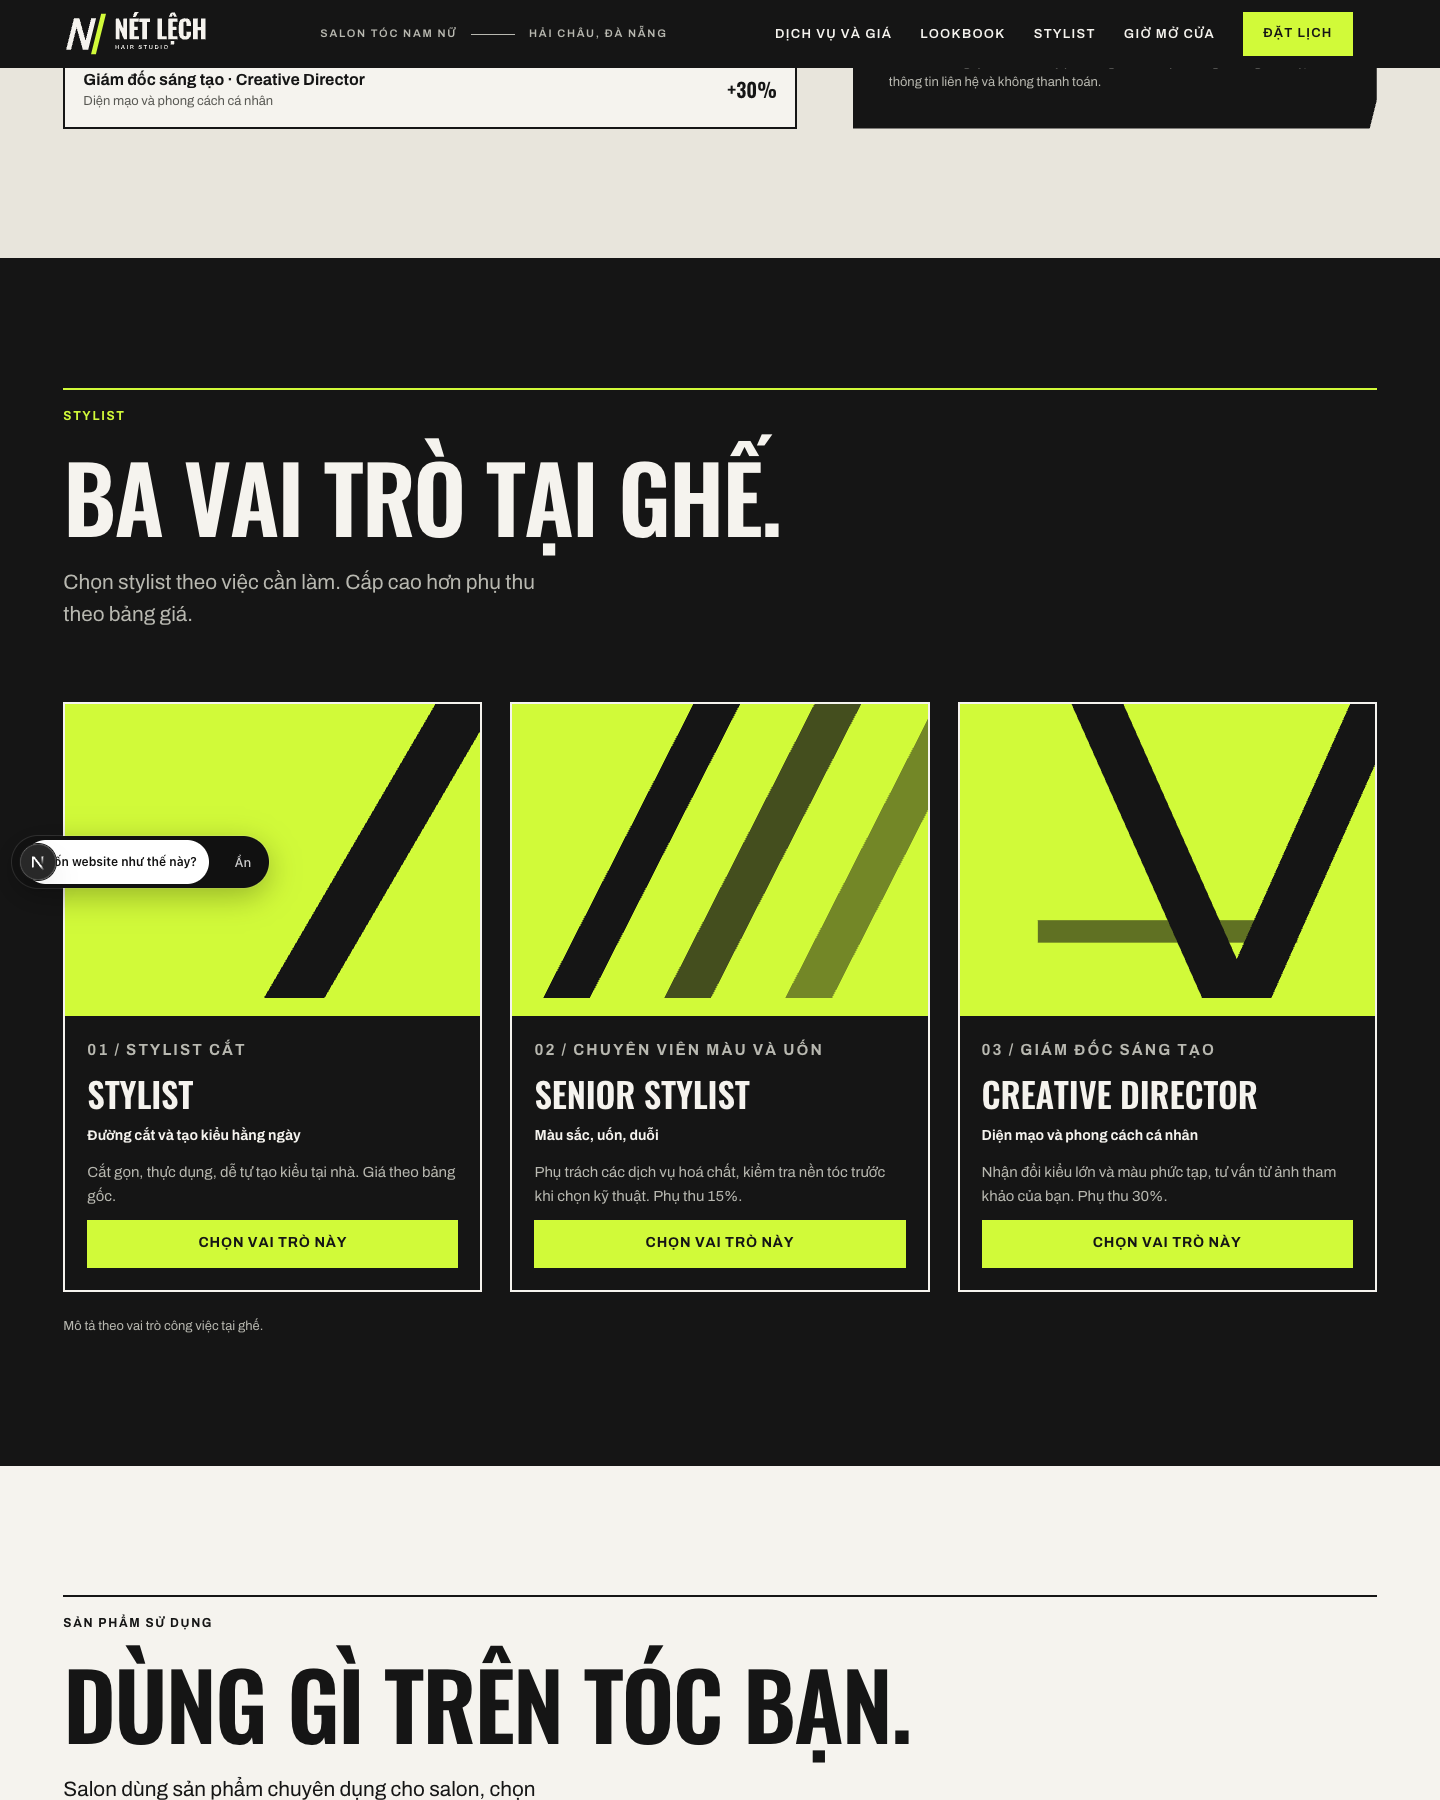 NÉT LỆCH
HAIR STUDIO
SALON TÓC NAM NỮ
HẢI CHÂU, ĐÀ NẴNG
DỊCH VỤ VÀ GIÁ
LOOKBOOK
STYLIST
GIỜ MỞ CỬA
ĐẶT LỊCH
Giám đốc sáng tạo · Creative Director
Diện mạo và phong cách cá nhân
+30%
thông tin liên hệ và không thanh toán.
STYLIST
BA VAI TRÒ TẠI GHẾ.
Chọn stylist theo việc cần làm. Cấp cao hơn phụ thu
theo bảng giá.
website như thế này?
Ẩn
01 / STYLIST CẮT
STYLIST
Đường cắt và tạo kiểu hằng ngày
Cắt gọn, thực dụng, dễ tự tạo kiểu tại nhà. Giá theo bảng
gốc.
CHỌN VAI TRÒ NÀY
02 / CHUYÊN VIÊN MÀU VÀ UỐN
SENIOR STYLIST
Màu sắc, uốn, duỗi
Phụ trách các dịch vụ hoá chất, kiểm tra nền tóc trước
khi chọn kỹ thuật. Phụ thu 15%.
CHỌN VAI TRÒ NÀY
03 / GIÁM ĐỐC SÁNG TẠO
CREATIVE DIRECTOR
Diện mạo và phong cách cá nhân
Nhận đổi kiểu lớn và màu phức tạp, tư vấn từ ảnh tham
khảo của bạn. Phụ thu 30%.
CHỌN VAI TRÒ NÀY
Mô tả theo vai trò công việc tại ghế.
SẢN PHẨM SỬ DỤNG
DÙNG GÌ TRÊN TÓC BẠN.
Salon dùng sản phẩm chuyên dụng cho salon, chọn